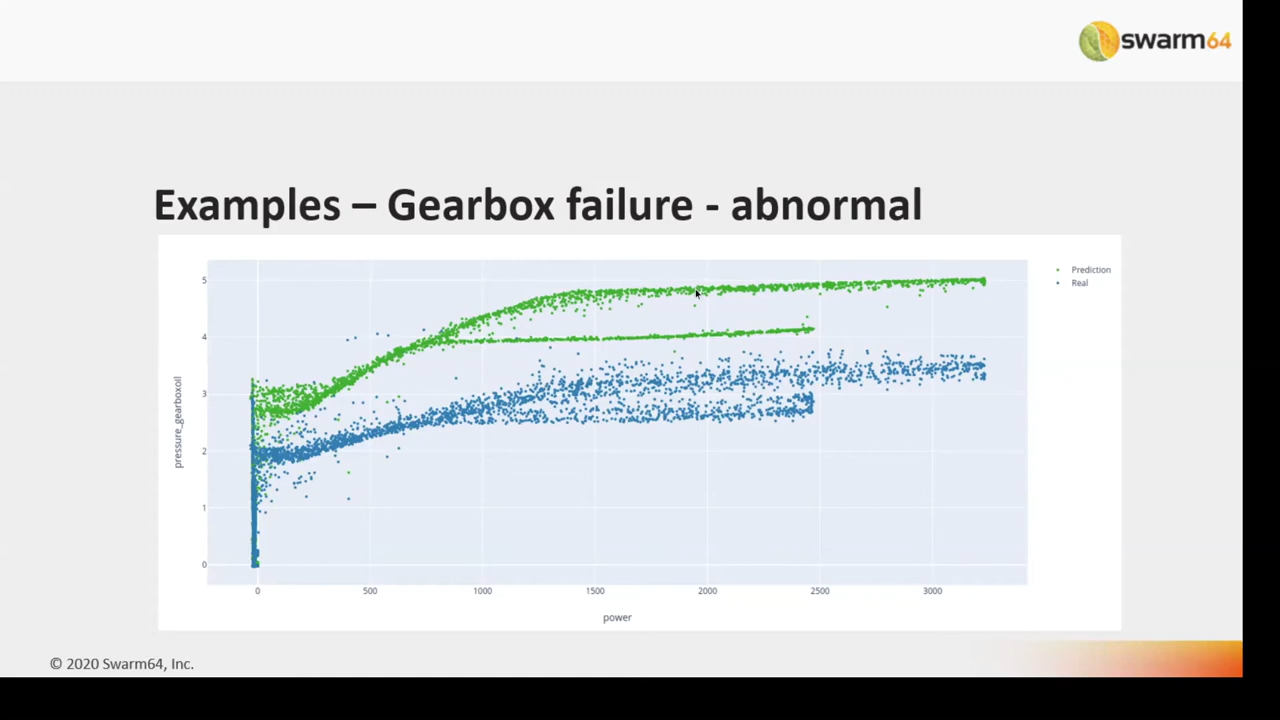 swarm64
Examples – Gearbox failure - abnormal
Prediction
Real
pressure_gearboxoil
5
4
3
2
1
0
0 500 1000 1500 2000 2500 3000
power
© 2020 Swarm64, Inc.